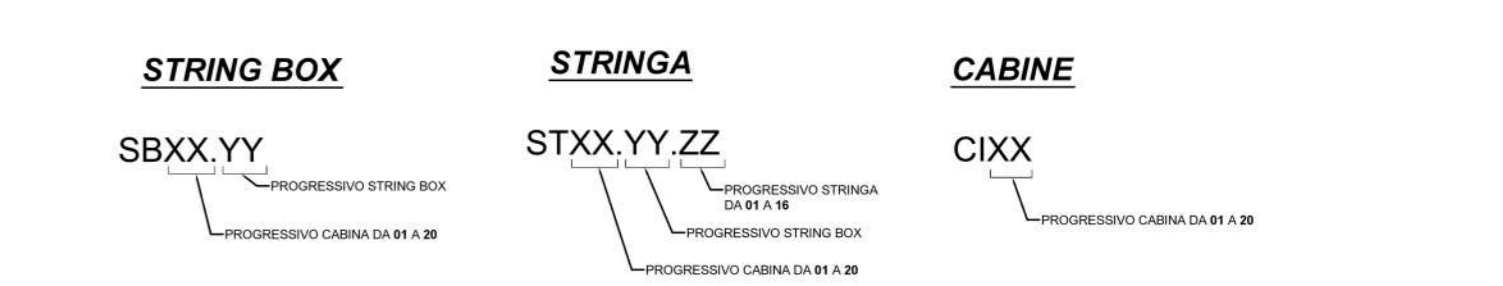 STRING BOX
SBXX.YY
PROGRESSIVO STRING BOX
PROGRESSIVO CABINA DA 01 A 20
STRINGA
STXX.YY.ZZ
PROGRESSIVO STRINGA
DA 01 A 16
PROGRESSIVO STRING BOX
PROGRESSIVO CABINA DA 01 A 20
CABINE
CIXX
PROGRESSIVO CABINA DA 01 A 20